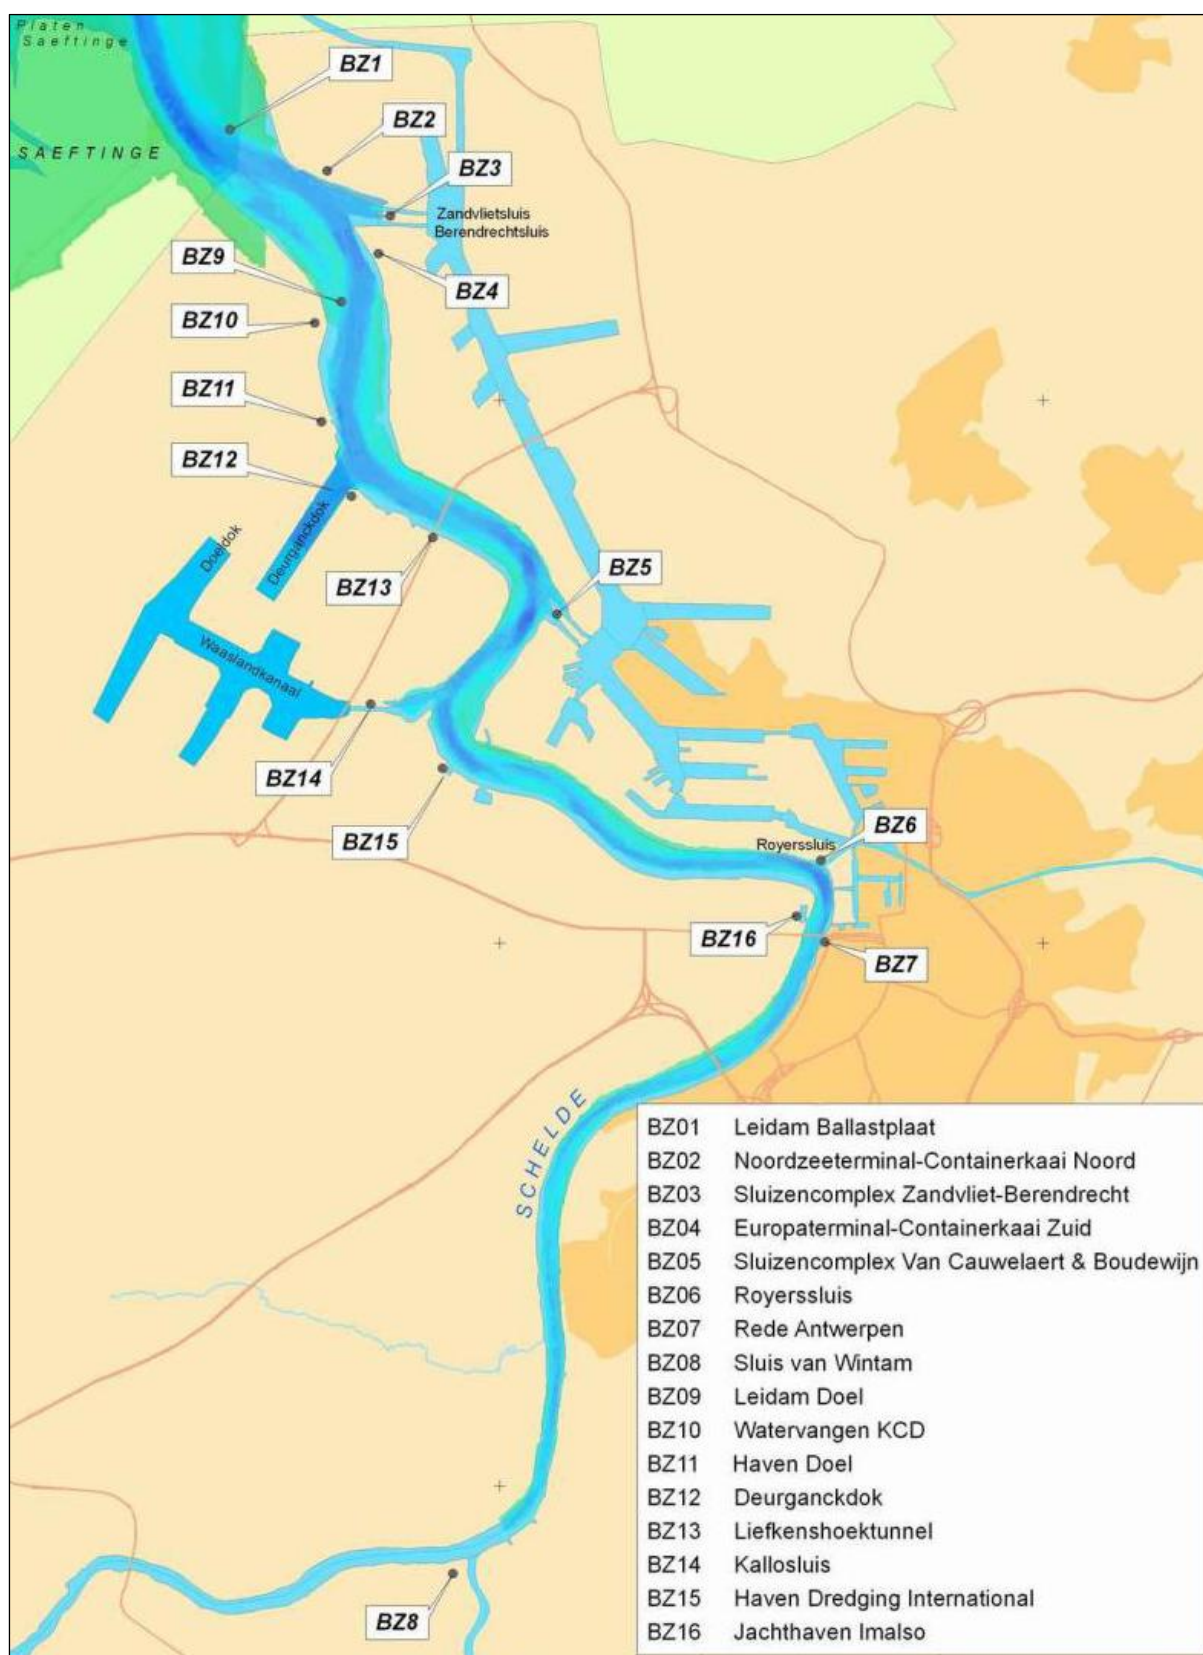 Platen
Saeftinge
BZ1
BZ2
SAEFTINGE
BZ3
Zandvlietsluis
Berendrechtsluis
BZ9
BZ4
BZ10
BZ11
BZ12
Doeldok
Deurganckdok
BZ13
BZ5
Waaslandkanaal
BZ14
BZ15
BZ6
Royerssluis
BZ16
BZ7
SCHELDE
BZ8
BZ01 Leidam Ballastplaat
BZ02 Noordzeeterminal-Containerkaai Noord
BZ03 Sluizencomplex Zandvliet-Berendrecht
BZ04 Europaterminal-Containerkaai Zuid
BZ05 Sluizencomplex Van Cauwelaert & Boudewijn
BZ06 Royerssluis
BZ07 Rede Antwerpen
BZ08 Sluis van Wintam
BZ09 Leidam Doel
BZ10 Watervangen KCD
BZ11 Haven Doel
BZ12 Deurganckdok
BZ13 Liefkenshoektunnel
BZ14 Kallosluis
BZ15 Haven Dredging International
BZ16 Jachthaven Imalso